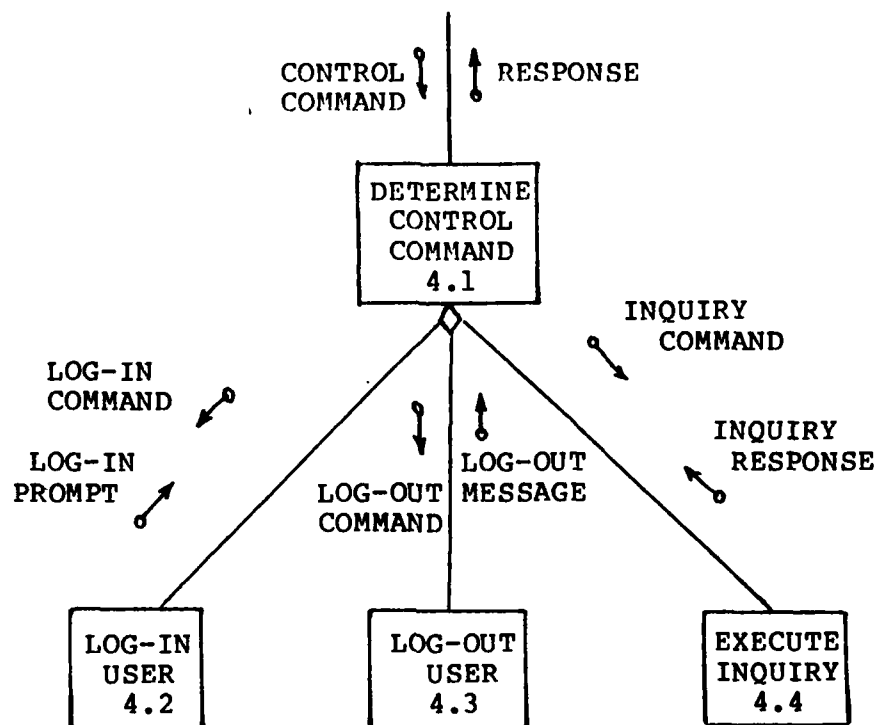 CONTROL
COMMAND
RESPONSE
DETERMINE
CONTROL
COMMAND
4.1
INQUIRY
COMMAND
LOG-IN
COMMAND
INQUIRY
RESPONSE
LOG-IN
PROMPT
LOG-OUT
COMMAND
LOG-OUT
MESSAGE
LOG-IN
USER
4.2
LOG-OUT
USER
4.3
EXECUTE
INQUIRY
4.4